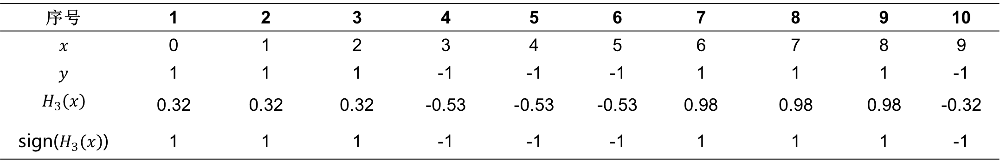 序号 1 2 3 4 5 6 7 8 9 10
x 0 1 2 3 4 5 6 7 8 9
y 1 1 1 -1 -1 -1 1 1 1 -1
H₃(x) 0.32 0.32 0.32 -0.53 -0.53 -0.53 0.98 0.98 0.98 -0.32
sign(H₃(x)) 1 1 1 -1 -1 -1 1 1 1 -1